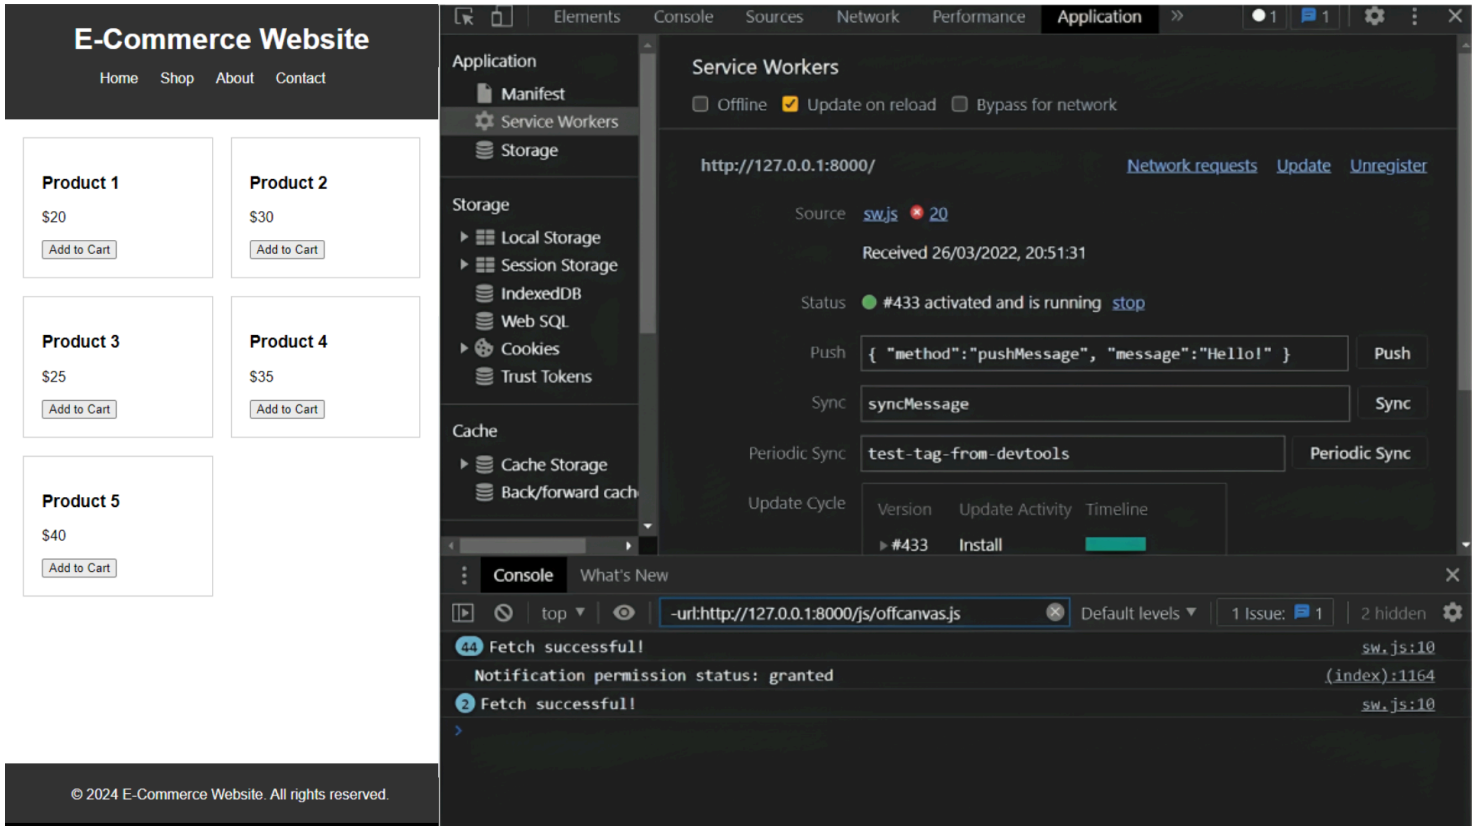 E-Commerce Website
Home Shop About Contact
Product 1
$20
Add to Cart
Product 2
$30
Add to Cart
Product 3
$25
Add to Cart
Product 4
$35
Add to Cart
Product 5
$40
Add to Cart
© 2024 E-Commerce Website. All rights reserved.
Elements Console Sources Network Performance Application » 1 1
Application
Manifest
Service Workers
Storage
Storage
Local Storage
Session Storage
IndexedDB
Web SQL
Cookies
Trust Tokens
Cache
Cache Storage
Back/forward cach
Service Workers
Offline Update on reload Bypass for network
http://127.0.0.1:8000/ Network requests Update Unregister
Source sw.js 20
Received 26/03/2022, 20:51:31
Status #433 activated and is running stop
Push { "method":"pushMessage", "message":"Hello!" } Push
Sync syncMessage Sync
Periodic Sync test-tag-from-devtools Periodic Sync
Update Cycle Version Update Activity Timeline
#433 Install
Console What's New
top -url:http://127.0.0.1:8000/js/offcanvas.js Default levels 1 Issue: 1 2 hidden
44 Fetch successful! sw.js:10
Notification permission status: granted (index):1164
2 Fetch successful! sw.js:10